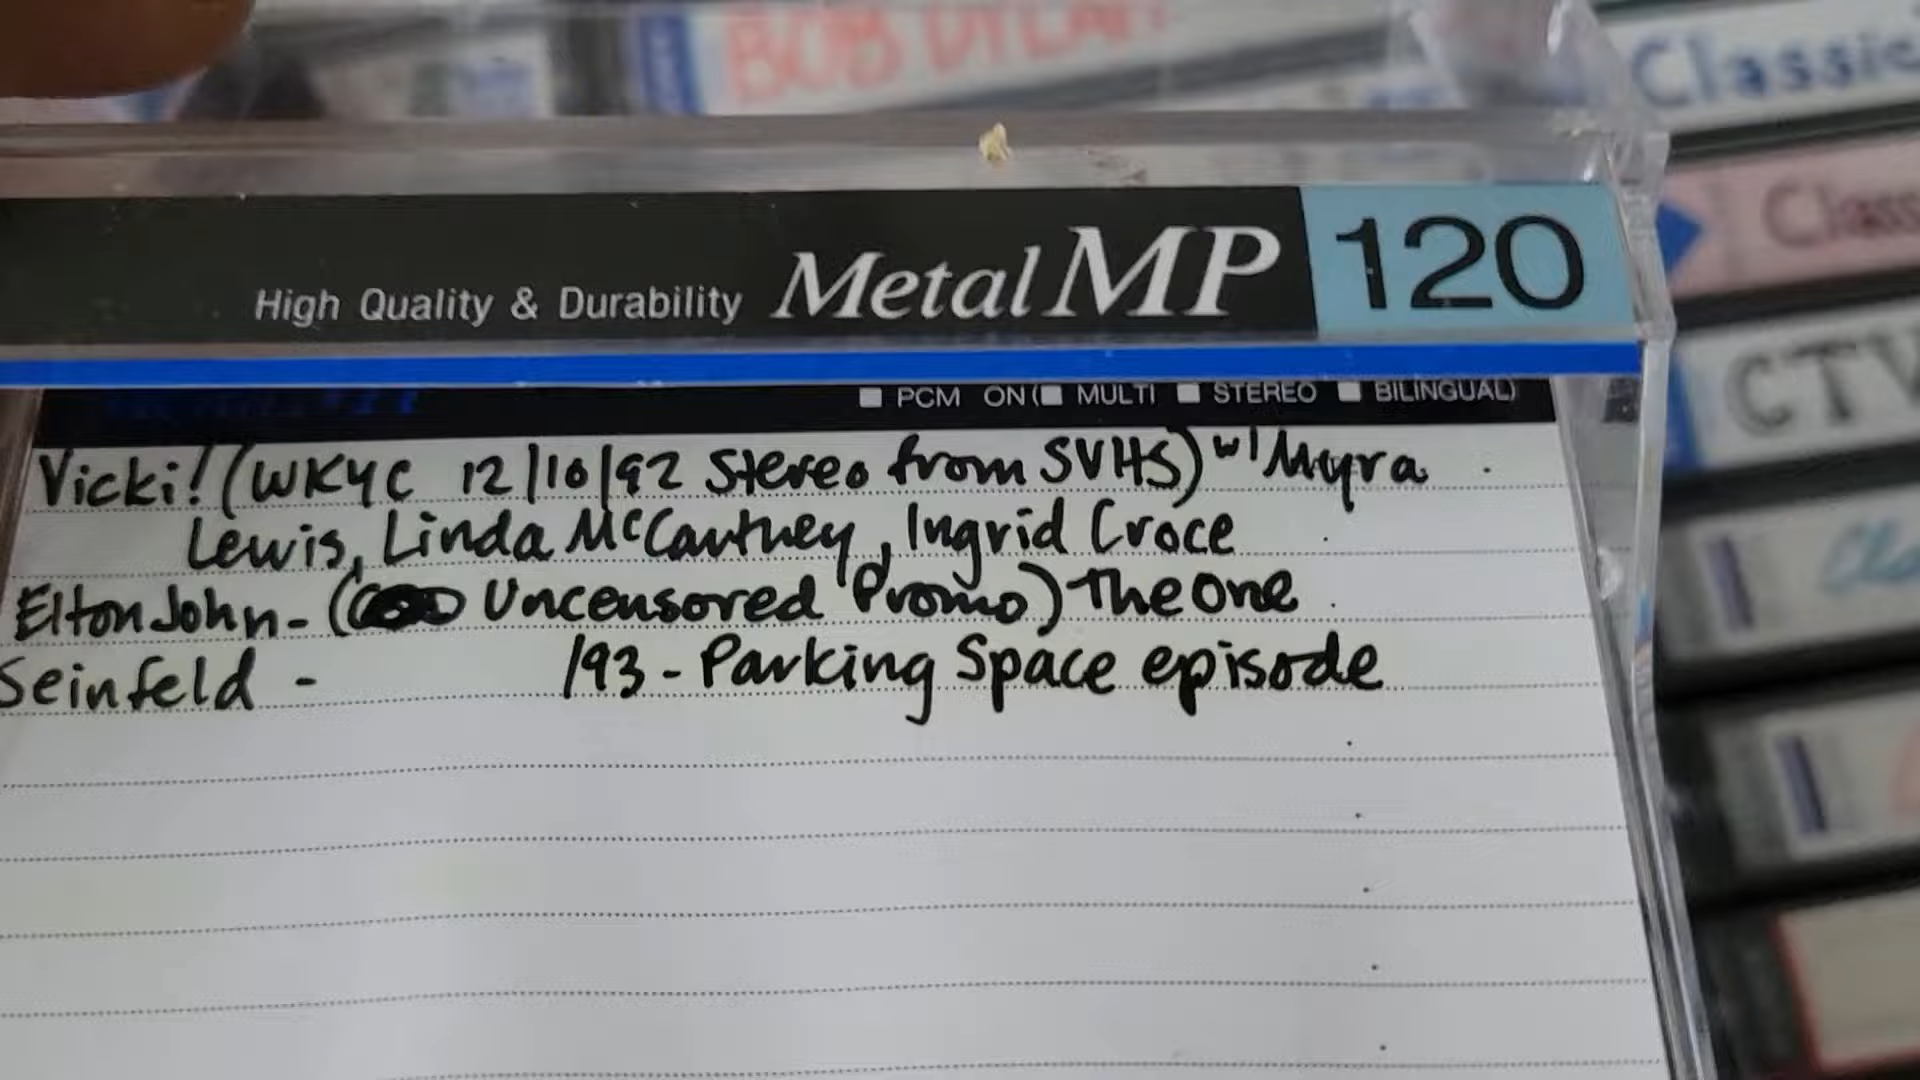 BOB DYLAN
Classic
Class
High Quality & Durability Metal MP 120
PCM ON (MULTI STEREO BILINGUAL)
CTV
Vicki! (WKYC 12/10/92 Stereo from SVHS) w/ Myra
Lewis, Linda McCartney, Ingrid Croce
Elton John - (Uncensored Promo) The One
Seinfeld - /93 - Parking Space episode